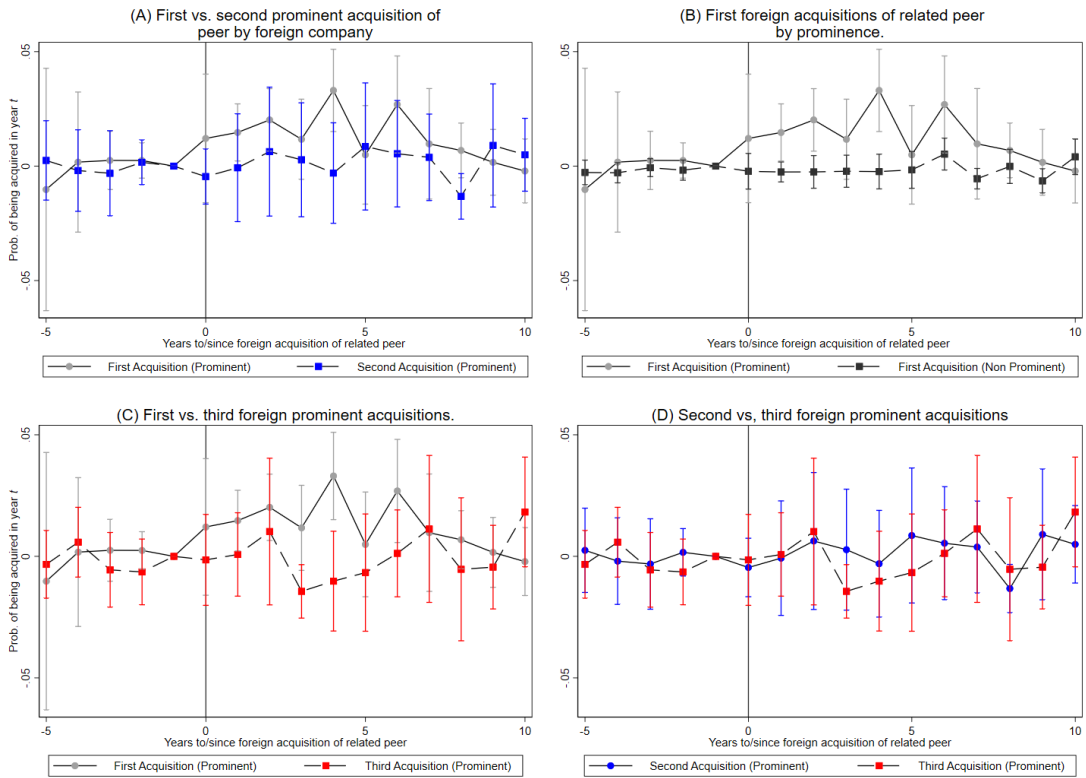 (A) First vs. second prominent acquisition of
peer by foreign company
.05
0
-.05
Prob. of being acquired in year t
-5
0
5
10
Years to/since foreign acquisition of related peer
First Acquisition (Prominent)
Second Acquisition (Prominent)
(B) First foreign acquisitions of related peer
by prominence.
.05
0
-.05
-5
0
5
10
Years to/since foreign acquisition of related peer
First Acquisition (Prominent)
First Acquisition (Non Prominent)
(C) First vs. third foreign prominent acquisitions.
.05
0
-.05
Prob. of being acquired in year t
-5
0
5
10
Years to/since foreign acquisition of related peer
First Acquisition (Prominent)
Third Acquisition (Prominent)
(D) Second vs, third foreign prominent acquisitions
.05
0
-.05
-5
0
5
10
Years to/since foreign acquisition of related peer
Second Acquisition (Prominent)
Third Acquisition (Prominent)